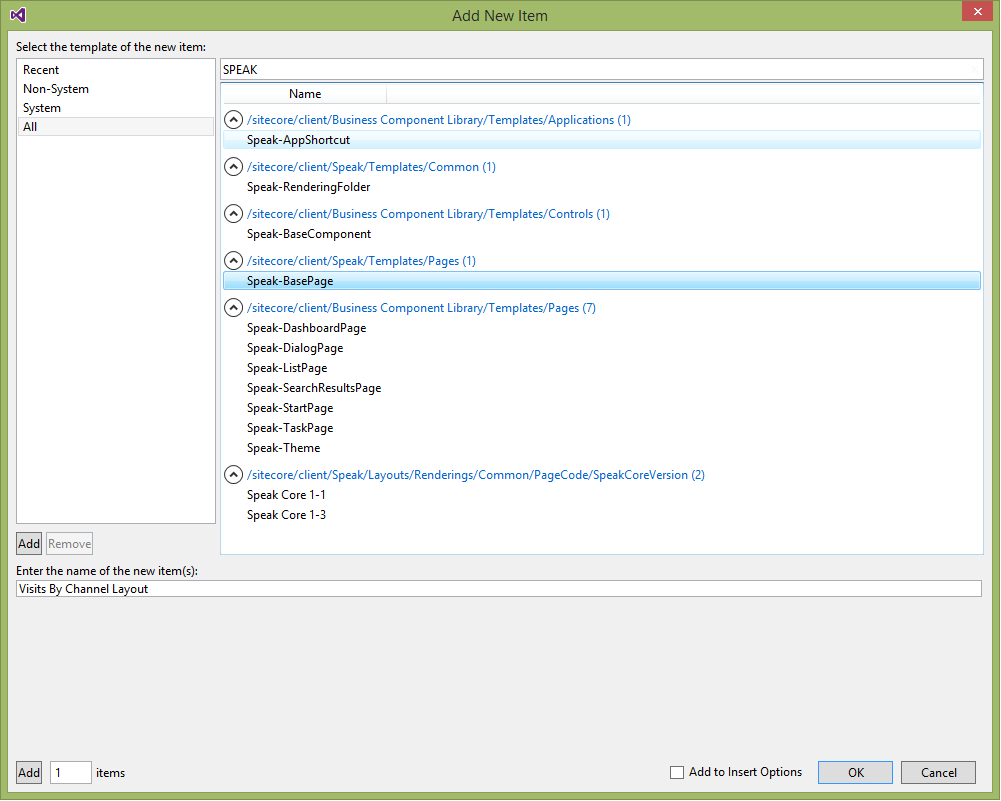 Add New Item
Select the template of the new item:
Recent
Non-System
System
All
SPEAK
Name
/sitecore/client/Business Component Library/Templates/Applications (1)
Speak-AppShortcut
/sitecore/client/Speak/Templates/Common (1)
Speak-RenderingFolder
/sitecore/client/Business Component Library/Templates/Controls (1)
Speak-BaseComponent
/sitecore/client/Speak/Templates/Pages (1)
Speak-BasePage
/sitecore/client/Business Component Library/Templates/Pages (7)
Speak-DashboardPage
Speak-DialogPage
Speak-ListPage
Speak-SearchResultsPage
Speak-StartPage
Speak-TaskPage
Speak-Theme
/sitecore/client/Speak/Layouts/Renderings/Common/PageCode/SpeakCoreVersion (2)
Speak Core 1-1
Speak Core 1-3
Add Remove
Enter the name of the new item(s):
Visits By Channel Layout
Add 1 items Add to Insert Options OK Cancel